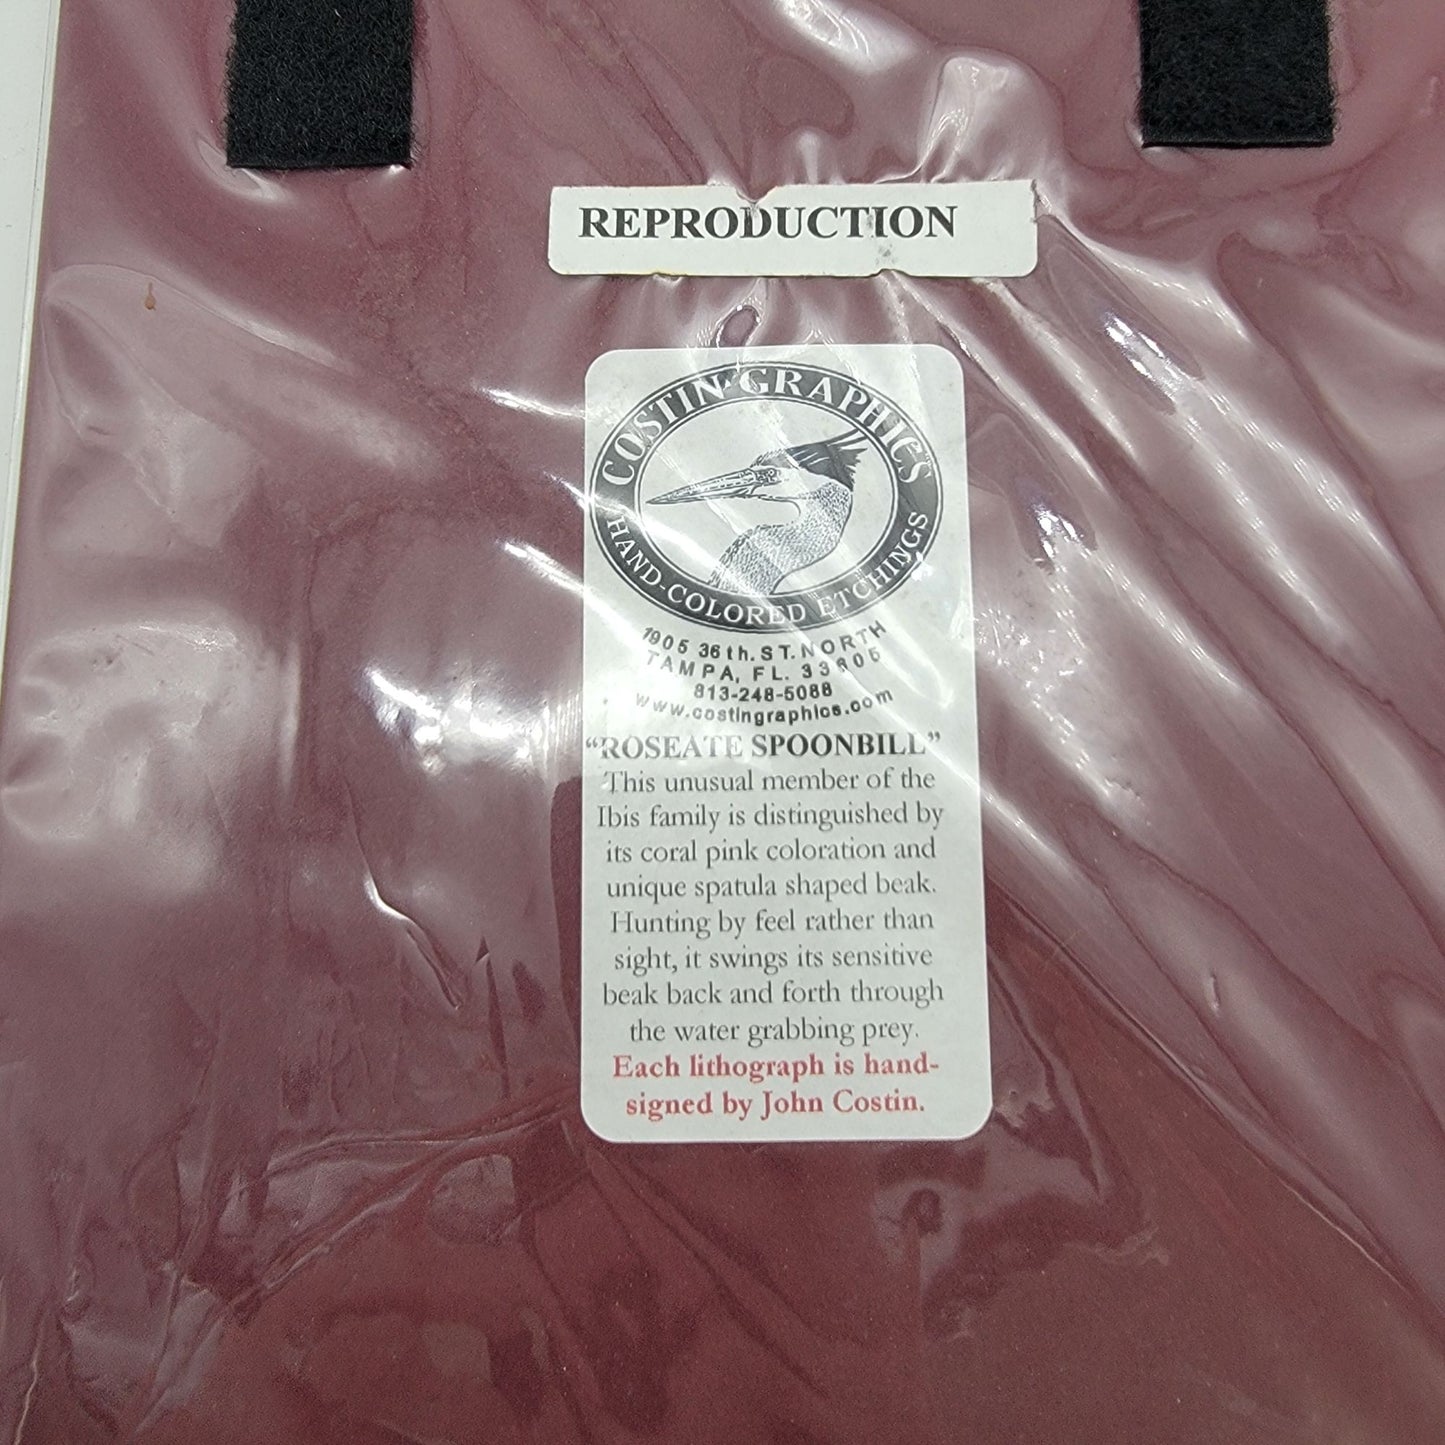 REPRODUCTION
COSTIN GRAPHICS
HAND-COLORED ETCHINGS
1905 36th. ST. NORTH
TAMPA, FL. 33605
813-248-5088
www.costingraphics.com
“ROSEATE SPOONBILL”
This unusual member of the
Ibis family is distinguished by
its coral pink coloration and
unique spatula shaped beak.
Hunting by feel rather than
sight, it swings its sensitive
beak back and forth through
the water grabbing prey.
Each lithograph is hand-
signed by John Costin.